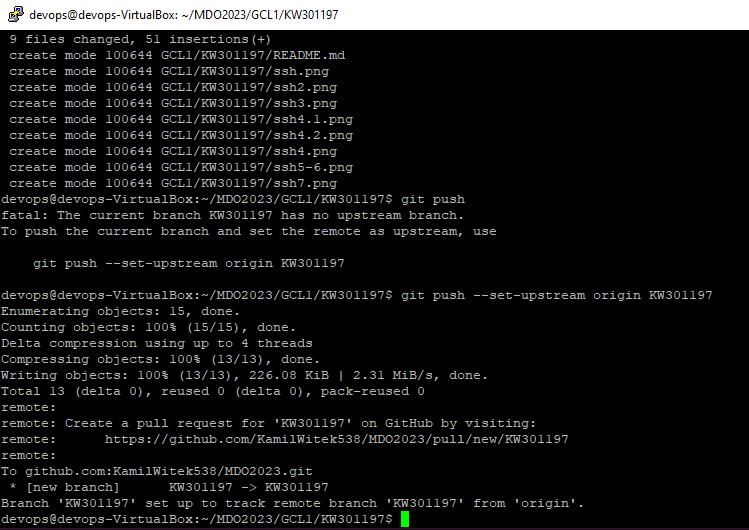 devops@devops-VirtualBox: ~/MDO2023/GCL1/KW301197
9 files changed, 51 insertions(+)
create mode 100644 GCL1/KW301197/README.md
create mode 100644 GCL1/KW301197/ssh.png
create mode 100644 GCL1/KW301197/ssh2.png
create mode 100644 GCL1/KW301197/ssh3.png
create mode 100644 GCL1/KW301197/ssh4.1.png
create mode 100644 GCL1/KW301197/ssh4.2.png
create mode 100644 GCL1/KW301197/ssh4.png
create mode 100644 GCL1/KW301197/ssh5-6.png
create mode 100644 GCL1/KW301197/ssh7.png
devops@devops-VirtualBox:~/MDO2023/GCL1/KW301197$ git push
fatal: The current branch KW301197 has no upstream branch.
To push the current branch and set the remote as upstream, use
git push --set-upstream origin KW301197
devops@devops-VirtualBox:~/MDO2023/GCL1/KW301197$ git push --set-upstream origin KW301197
Enumerating objects: 15, done.
Counting objects: 100% (15/15), done.
Delta compression using up to 4 threads
Compressing objects: 100% (13/13), done.
Writing objects: 100% (13/13), 226.08 KiB | 2.31 MiB/s, done.
Total 13 (delta 0), reused 0 (delta 0), pack-reused 0
remote:
remote: Create a pull request for 'KW301197' on GitHub by visiting:
remote:      https://github.com/KamilWitek538/MDO2023/pull/new/KW301197
remote:
To github.com:KamilWitek538/MDO2023.git
* [new branch]      KW301197 -> KW301197
Branch 'KW301197' set up to track remote branch 'KW301197' from 'origin'.
devops@devops-VirtualBox:~/MDO2023/GCL1/KW301197$